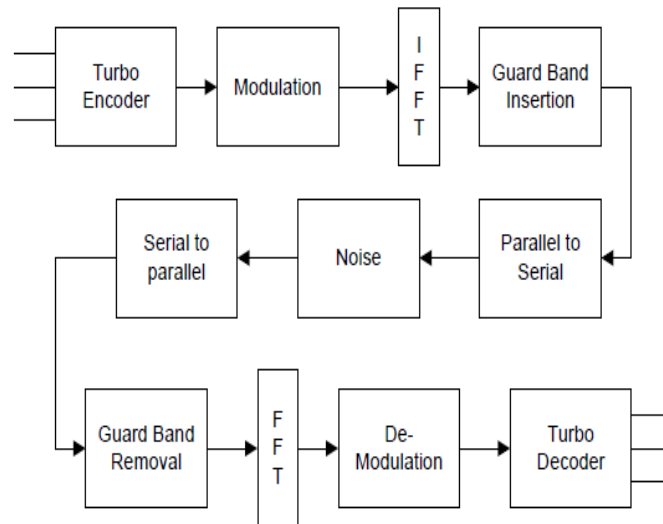 Turbo
Encoder
Modulation
I
F
F
T
Guard Band
Insertion
Serial to
parallel
Noise
Parallel to
Serial
Guard Band
Removal
F
F
T
De-
Modulation
Turbo
Decoder